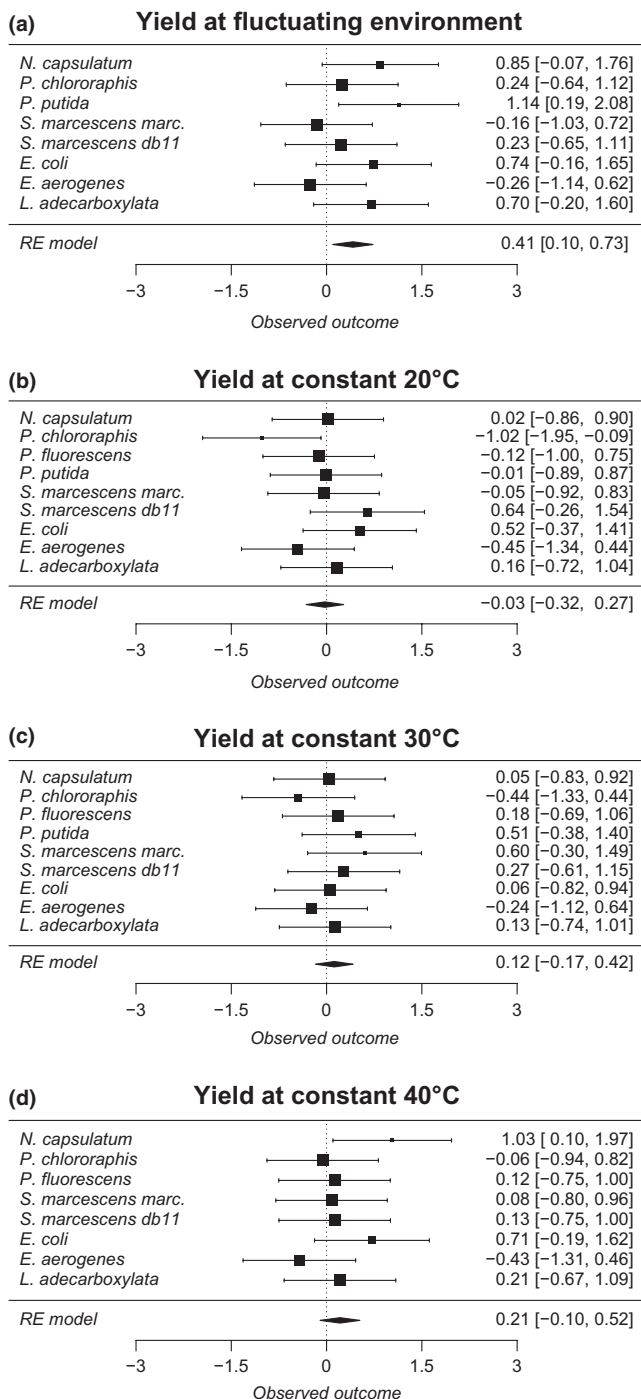 (a) Yield at fluctuating environment
N. capsulatum 0.85 [−0.07, 1.76]
P. chlororaphis 0.24 [−0.64, 1.12]
P. putida 1.14 [0.19, 2.08]
S. marcescens marc. −0.16 [−1.03, 0.72]
S. marcescens db11 0.23 [−0.65, 1.11]
E. coli 0.74 [−0.16, 1.65]
E. aerogenes −0.26 [−1.14, 0.62]
L. adecarboxylata 0.70 [−0.20, 1.60]
RE model 0.41 [0.10, 0.73]
−3 −1.5 0 1.5 3
Observed outcome
(b) Yield at constant 20°C
N. capsulatum 0.02 [−0.86, 0.90]
P. chlororaphis −1.02 [−1.95, −0.09]
P. fluorescens −0.12 [−1.00, 0.75]
P. putida −0.01 [−0.89, 0.87]
S. marcescens marc. −0.05 [−0.92, 0.83]
S. marcescens db11 0.64 [−0.26, 1.54]
E. coli 0.52 [−0.37, 1.41]
E. aerogenes −0.45 [−1.34, 0.44]
L. adecarboxylata 0.16 [−0.72, 1.04]
RE model −0.03 [−0.32, 0.27]
−3 −1.5 0 1.5 3
Observed outcome
(c) Yield at constant 30°C
N. capsulatum 0.05 [−0.83, 0.92]
P. chlororaphis −0.44 [−1.33, 0.44]
P. fluorescens 0.18 [−0.69, 1.06]
P. putida 0.51 [−0.38, 1.40]
S. marcescens marc. 0.60 [−0.30, 1.49]
S. marcescens db11 0.27 [−0.61, 1.15]
E. coli 0.06 [−0.82, 0.94]
E. aerogenes −0.24 [−1.12, 0.64]
L. adecarboxylata 0.13 [−0.74, 1.01]
RE model 0.12 [−0.17, 0.42]
−3 −1.5 0 1.5 3
Observed outcome
(d) Yield at constant 40°C
N. capsulatum 1.03 [ 0.10, 1.97]
P. chlororaphis −0.06 [−0.94, 0.82]
P. fluorescens 0.12 [−0.75, 1.00]
S. marcescens marc. 0.08 [−0.80, 0.96]
S. marcescens db11 0.13 [−0.75, 1.00]
E. coli 0.71 [−0.19, 1.62]
E. aerogenes −0.43 [−1.31, 0.46]
L. adecarboxylata 0.21 [−0.67, 1.09]
RE model 0.21 [−0.10, 0.52]
−3 −1.5 0 1.5 3
Observed outcome